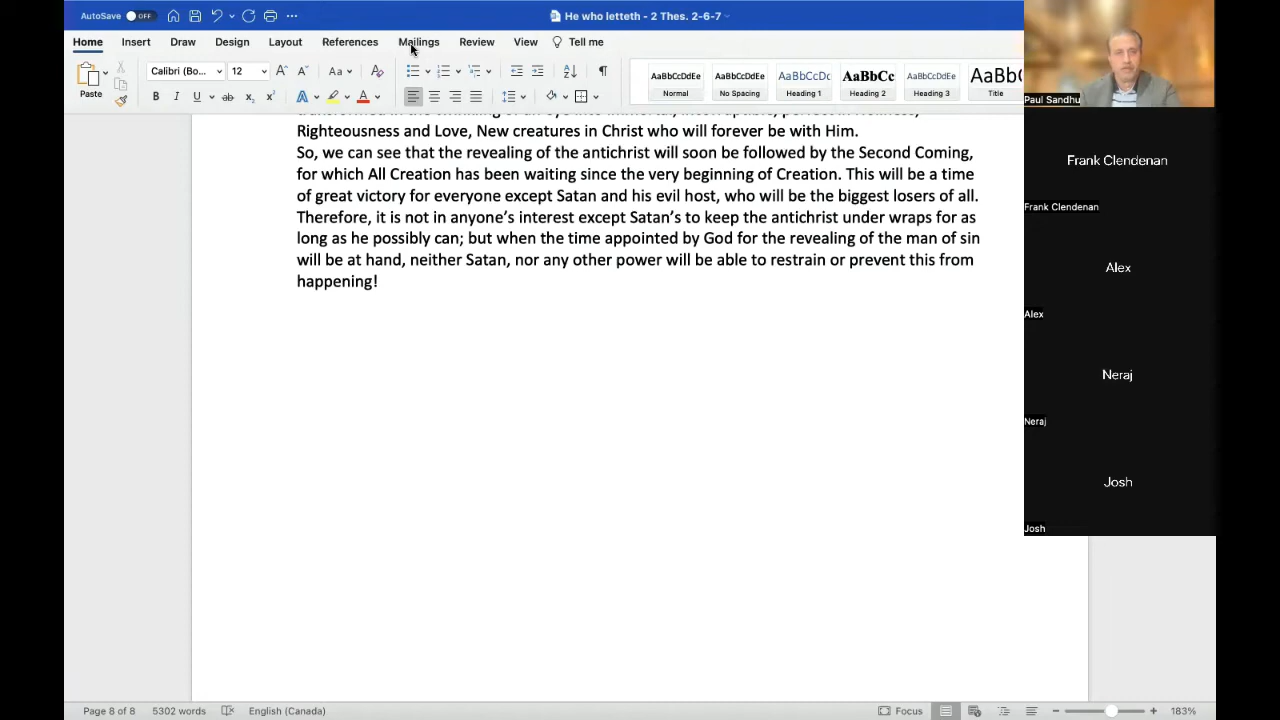 AutoSave OFF
He who letteth - 2 Thes. 2-6-7
Home Insert Draw Design Layout References Mailings Review View Tell me
Paste
Calibri (Bo... 12
AaBbCcDdEe AaBbCcDdEe AaBbCcDc AaBbCc AaBbCcDdEe AaBbC
Normal No Spacing Heading 1 Heading 2 Heading 3 Title
Righteousness and Love, New creatures in Christ who will forever be with Him.
So, we can see that the revealing of the antichrist will soon be followed by the Second Coming,
for which All Creation has been waiting since the very beginning of Creation. This will be a time
of great victory for everyone except Satan and his evil host, who will be the biggest losers of all.
Therefore, it is not in anyone’s interest except Satan’s to keep the antichrist under wraps for as
long as he possibly can; but when the time appointed by God for the revealing of the man of sin
will be at hand, neither Satan, nor any other power will be able to restrain or prevent this from
happening!
Paul Sandhu
Frank Clendenan
Frank Clendenan
Alex
Alex
Neraj
Neraj
Josh
Josh
Page 8 of 8 5302 words English (Canada) Focus 183%